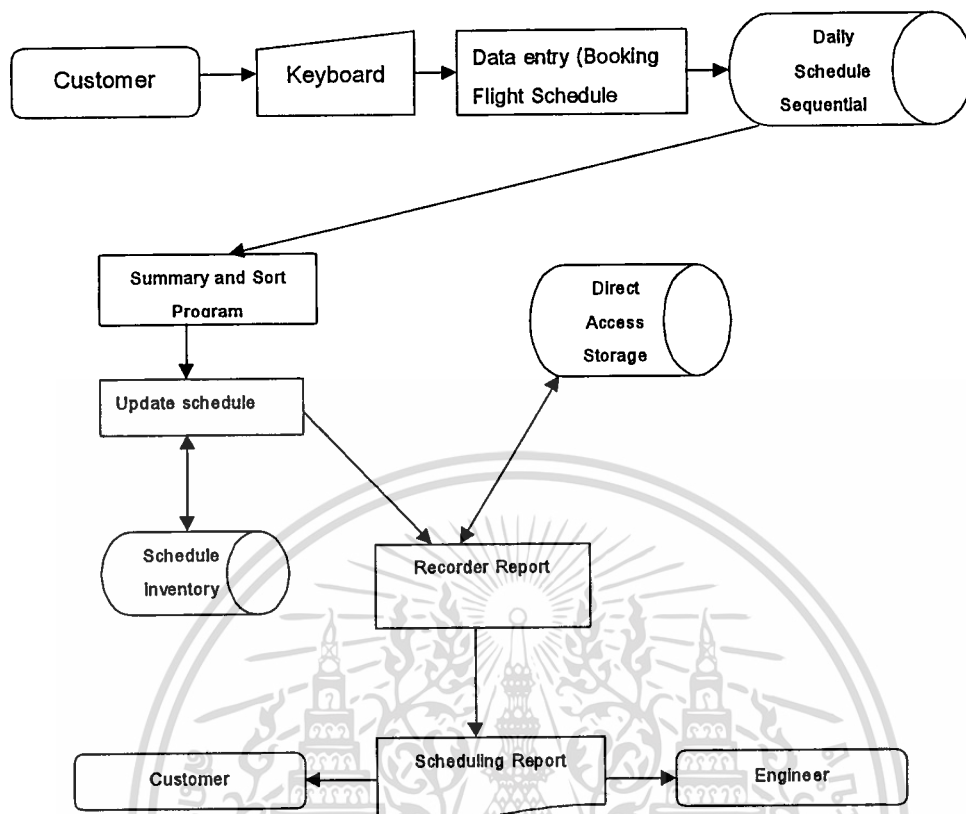 Customer
Keyboard
Data entry (Booking
Flight Schedule
Daily
Schedule
Sequential
Summary and Sort
Program
Direct
Access
Storage
Update schedule
Schedule
Inventory
Recorder Report
Scheduling Report
Customer
Engineer